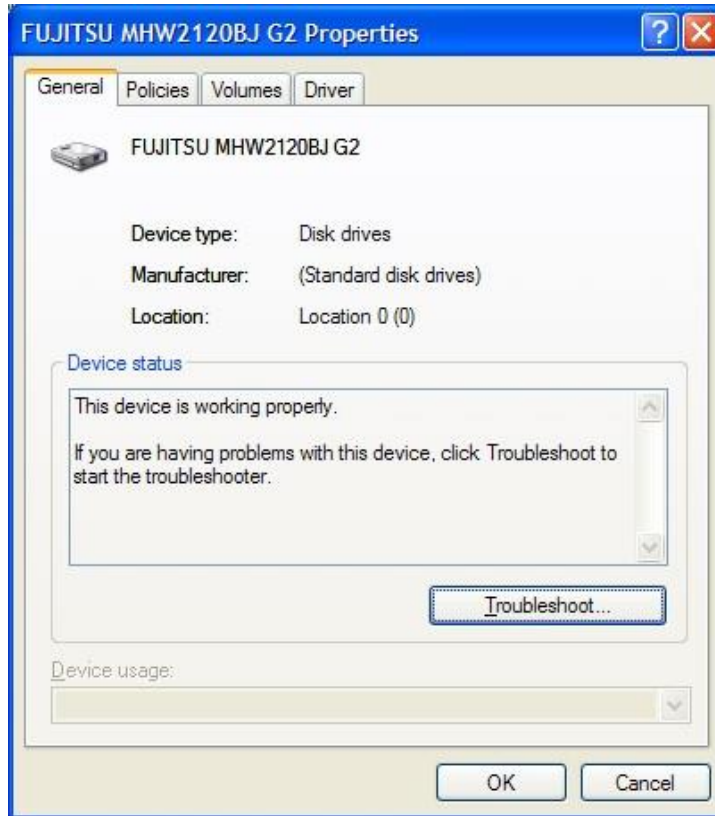 FUJITSU MHW2120BJ G2 Properties
General Policies Volumes Driver
FUJITSU MHW2120BJ G2
Device type: Disk drives
Manufacturer: (Standard disk drives)
Location: Location 0 (0)
Device status
This device is working properly.
If you are having problems with this device, click Troubleshoot to
start the troubleshooter.
Troubleshoot...
Device usage:
OK Cancel